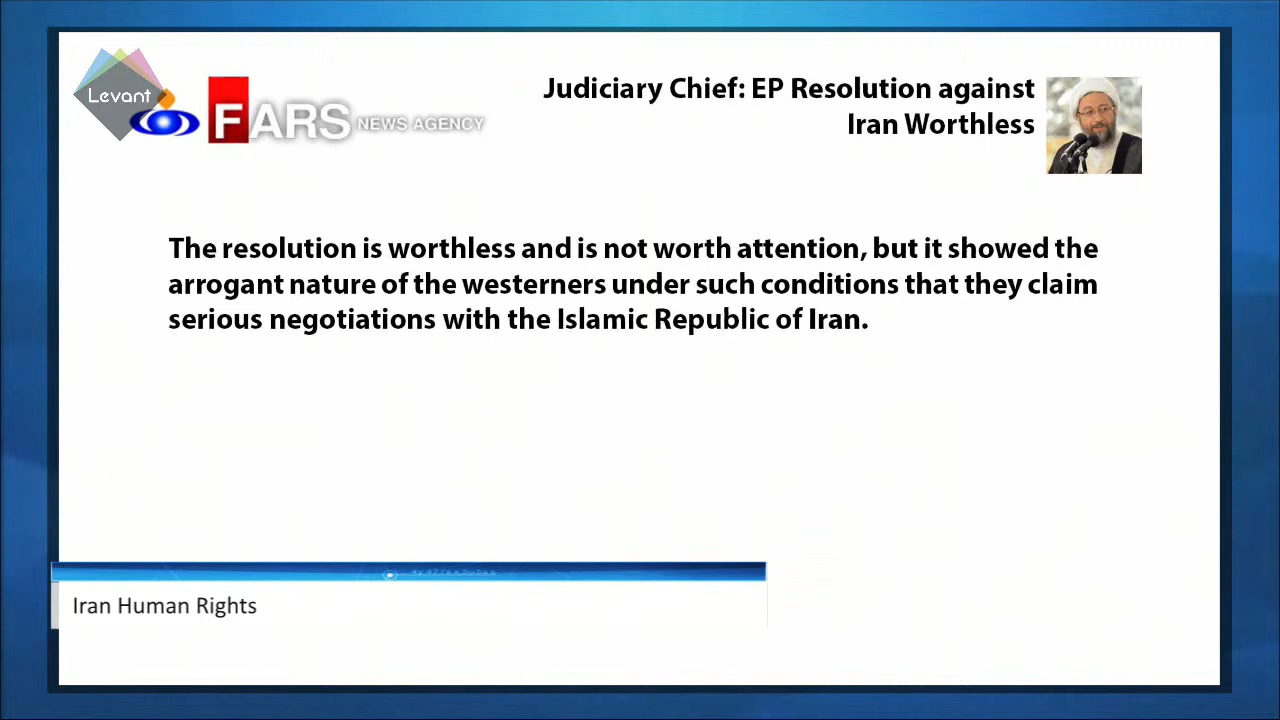 Levant
FARS NEWS AGENCY
Judiciary Chief: EP Resolution against
Iran Worthless
The resolution is worthless and is not worth attention, but it showed the
arrogant nature of the westerners under such conditions that they claim
serious negotiations with the Islamic Republic of Iran.
Iran Human Rights